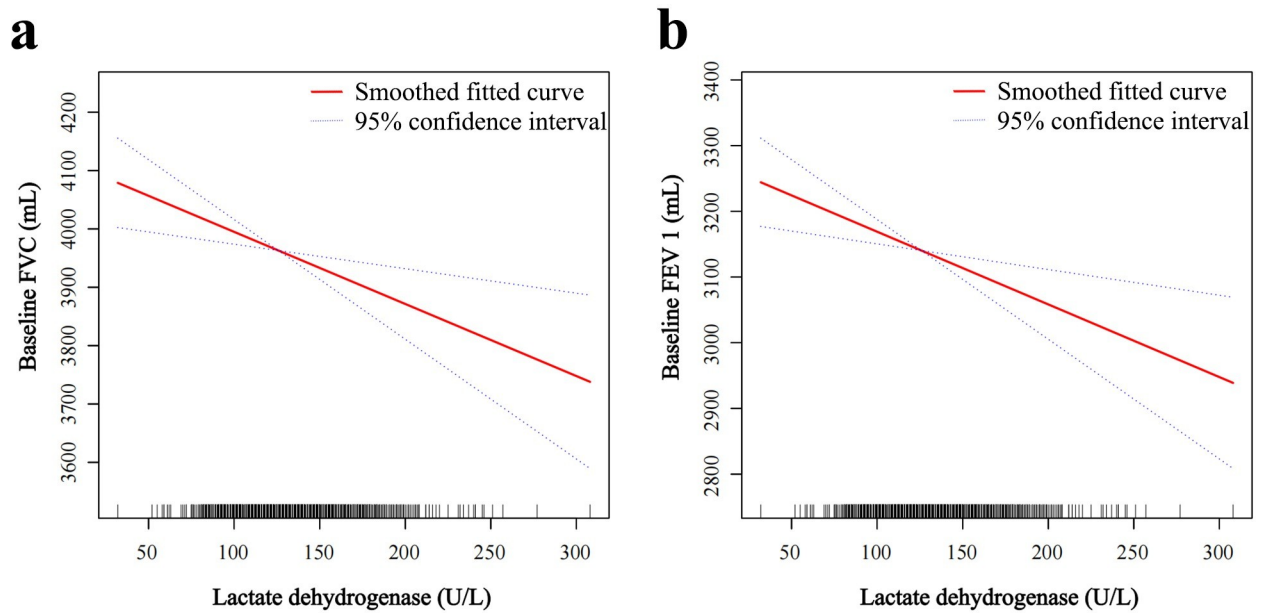 a
Smoothed fitted curve
95% confidence interval
Baseline FVC (mL)
4200
4100
4000
3900
3800
3700
3600
50 100 150 200 250 300
Lactate dehydrogenase (U/L)
b
Smoothed fitted curve
95% confidence interval
Baseline FEV 1 (mL)
3400
3300
3200
3100
3000
2900
2800
50 100 150 200 250 300
Lactate dehydrogenase (U/L)